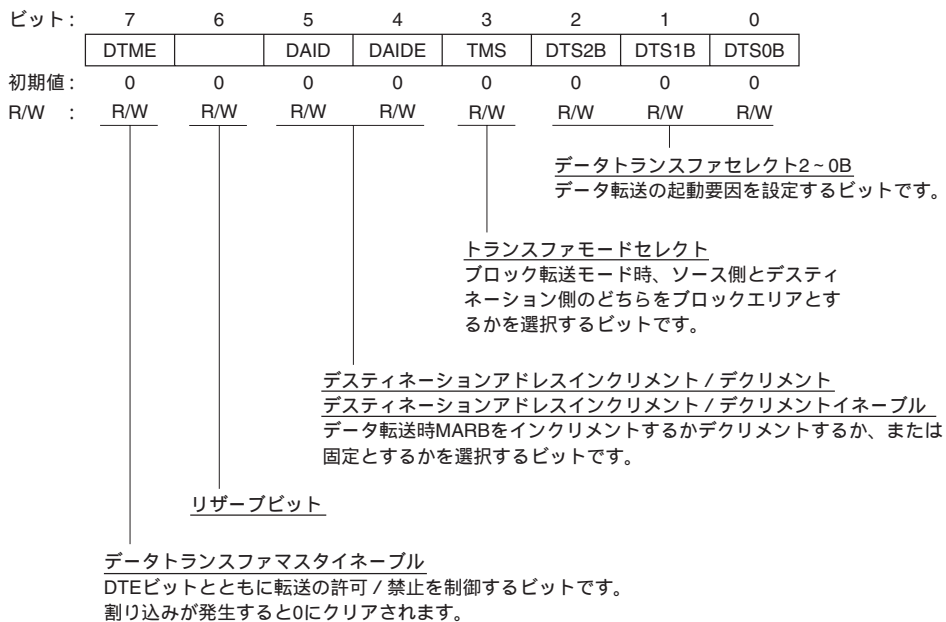 ビット : 7 6 5 4 3 2 1 0
DTME DAID DAIDE TMS DTS2B DTS1B DTS0B
初期値 : 0 0 0 0 0 0 0 0
R/W : R/W R/W R/W R/W R/W R/W R/W R/W
データトランスファセレクト2~0B
データ転送の起動要因を設定するビットです。
トランスファモードセレクト
ブロック転送モード時、ソース側とデスティ
ネーション側のどちらをブロックエリアとす
るかを選択するビットです。
デスティネーションアドレスインクリメント / デクリメント
デスティネーションアドレスインクリメント / デクリメントイネーブル
データ転送時MARBをインクリメントするかデクリメントするか、または
固定とするかを選択するビットです。
リザーブビット
データトランスファマスタイネーブル
DTEビットとともに転送の許可 / 禁止を制御するビットです。
割り込みが発生すると0にクリアされます。